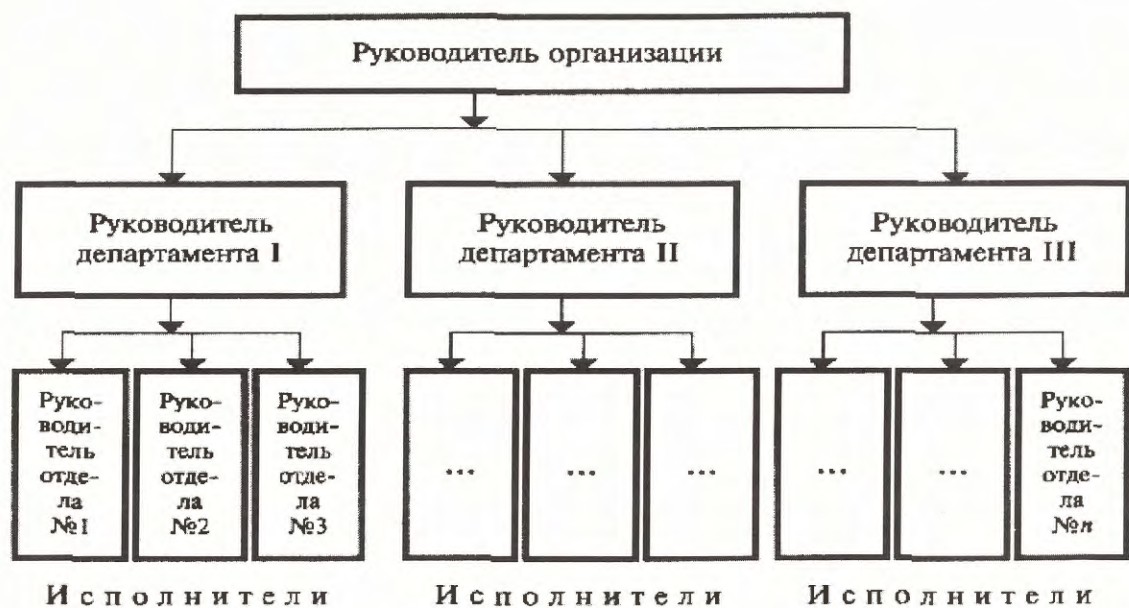 Руководитель организации
Руководитель
департамента I
Руководитель
департамента II
Руководитель
департамента III
Руко-
води-
тель
отде-
ла
№1
Руко-
води-
тель
отде-
ла
№2
Руко-
води-
тель
отде-
ла
№3
...
...
...
...
...
Руко-
води-
тель
отде-
ла
№n
Исполнители
Исполнители
Исполнители